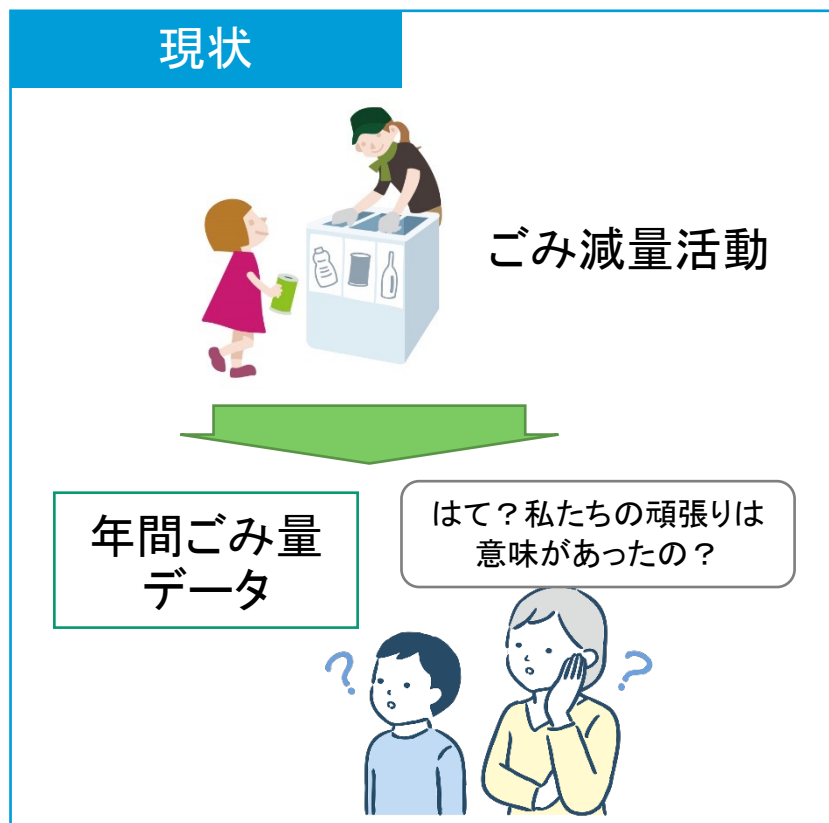 現状
ごみ減量活動
年間ごみ量
データ
はて？私たちの頑張りは
意味があったの？
?
?